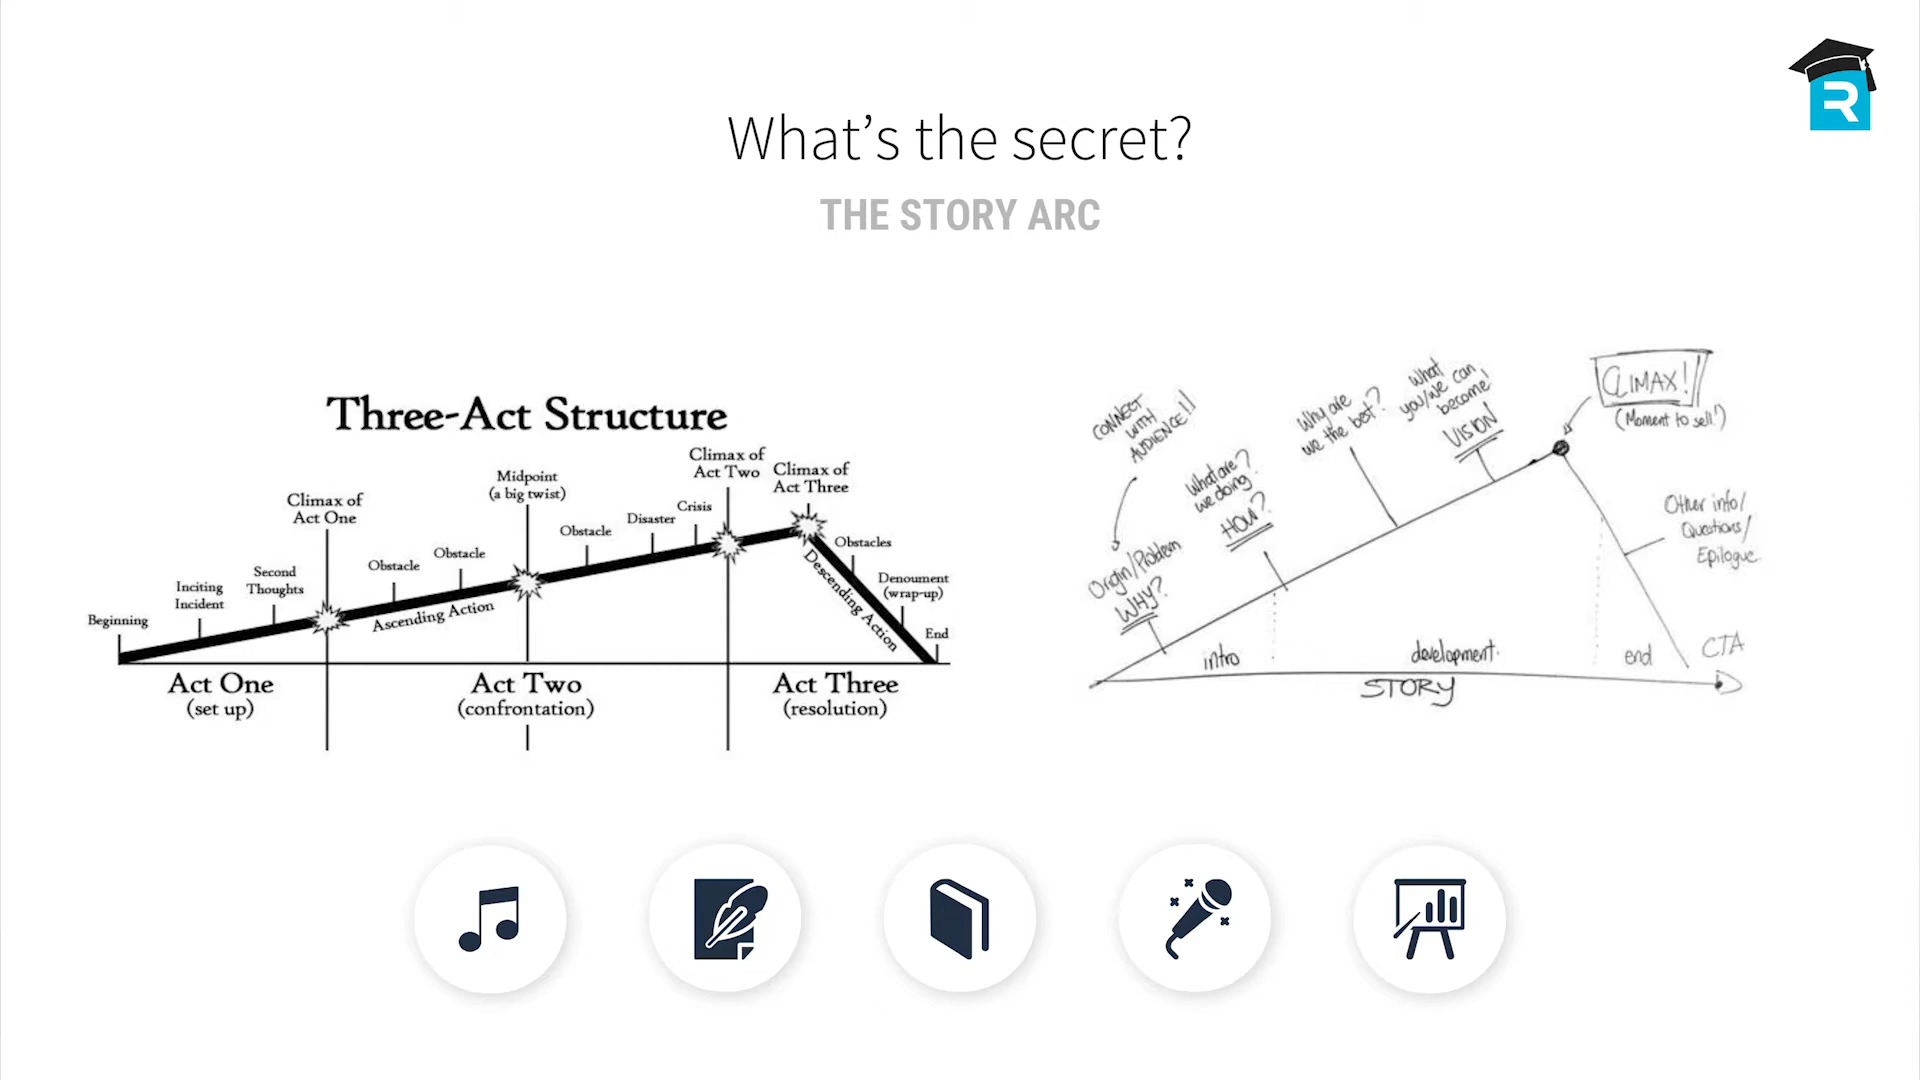 R
What's the secret?
THE STORY ARC
Three-Act Structure
Beginning
Inciting
Incident
Second
Thoughts
Climax of
Act One
Obstacle
Obstacle
Ascending Action
Midpoint
(a big twist)
Obstacle
Disaster
Crisis
Climax of
Act Two
Climax of
Act Three
Descending Action
Obstacles
Denoument
(wrap-up)
End
Act One
(set up)
Act Two
(confrontation)
Act Three
(resolution)
CONNECT
WITH
AUDIENCE!!
Origin/Problem
WHY?
What are?
we doing
HOW?
Why are
we the best?
What
you/we can
become!
VISION
CLIMAX!
(Moment to sell!)
Other info/
Questions/
Epilogue
intro
development.
end
CTA
STORY